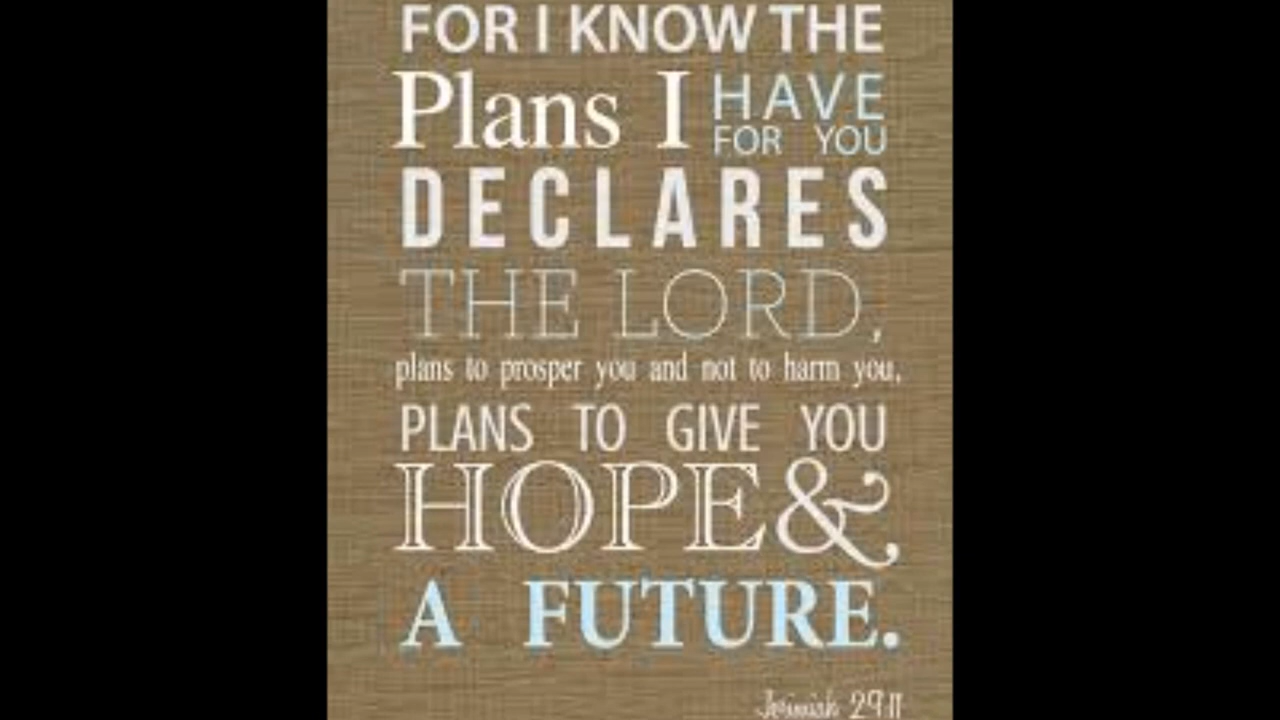 FOR I KNOW THE
Plans I HAVE
FOR YOU
DECLARES
THE LORD,
plans to prosper you and not to harm you,
PLANS TO GIVE YOU
HOPE &
A FUTURE.
Jeremiah 29:11